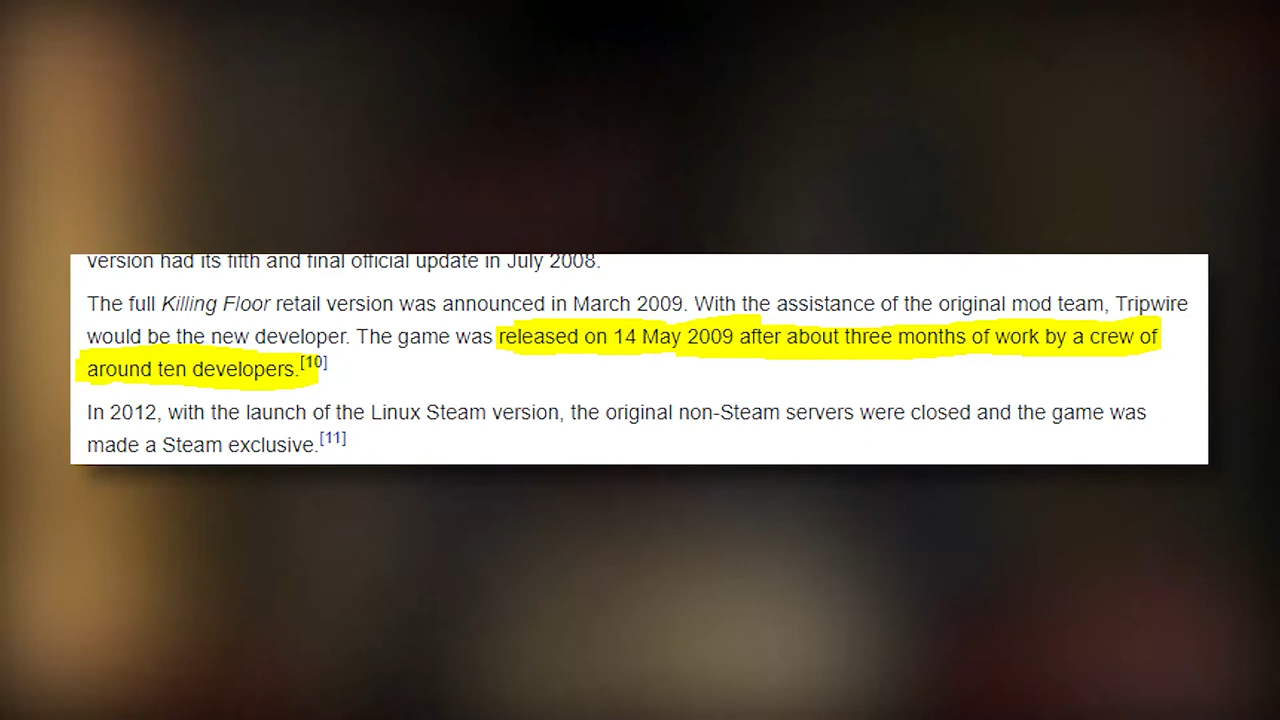 version had its fifth and final official update in July 2008.
The full Killing Floor retail version was announced in March 2009. With the assistance of the original mod team, Tripwire
would be the new developer. The game was released on 14 May 2009 after about three months of work by a crew of
around ten developers.[10]
In 2012, with the launch of the Linux Steam version, the original non-Steam servers were closed and the game was
made a Steam exclusive.[11]